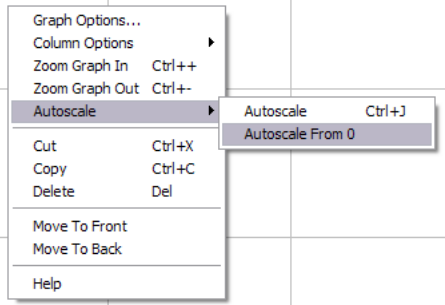 Graph Options...
Column Options
Zoom Graph In Ctrl++
Zoom Graph Out Ctrl+-
Autoscale
Autoscale Ctrl+J
Autoscale From 0
Cut Ctrl+X
Copy Ctrl+C
Delete Del
Move To Front
Move To Back
Help